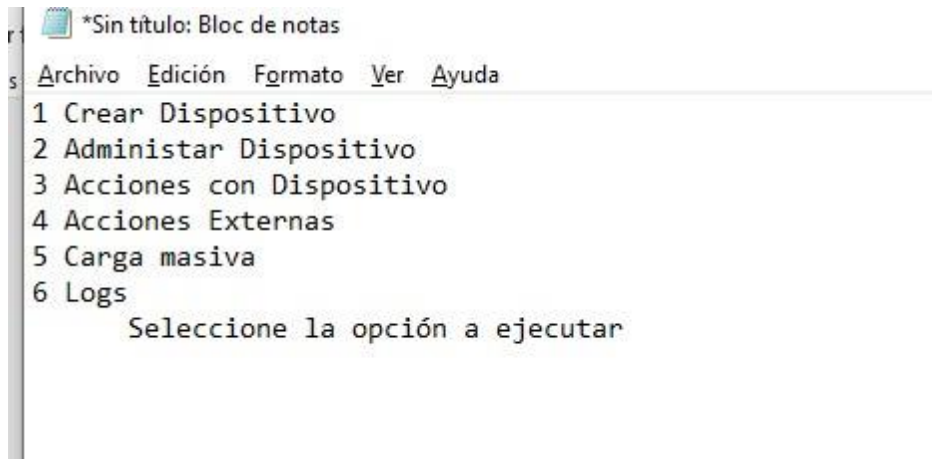 *Sin título: Bloc de notas
Archivo Edición Formato Ver Ayuda
1 Crear Dispositivo
2 Administar Dispositivo
3 Acciones con Dispositivo
4 Acciones Externas
5 Carga masiva
6 Logs
Seleccione la opción a ejecutar